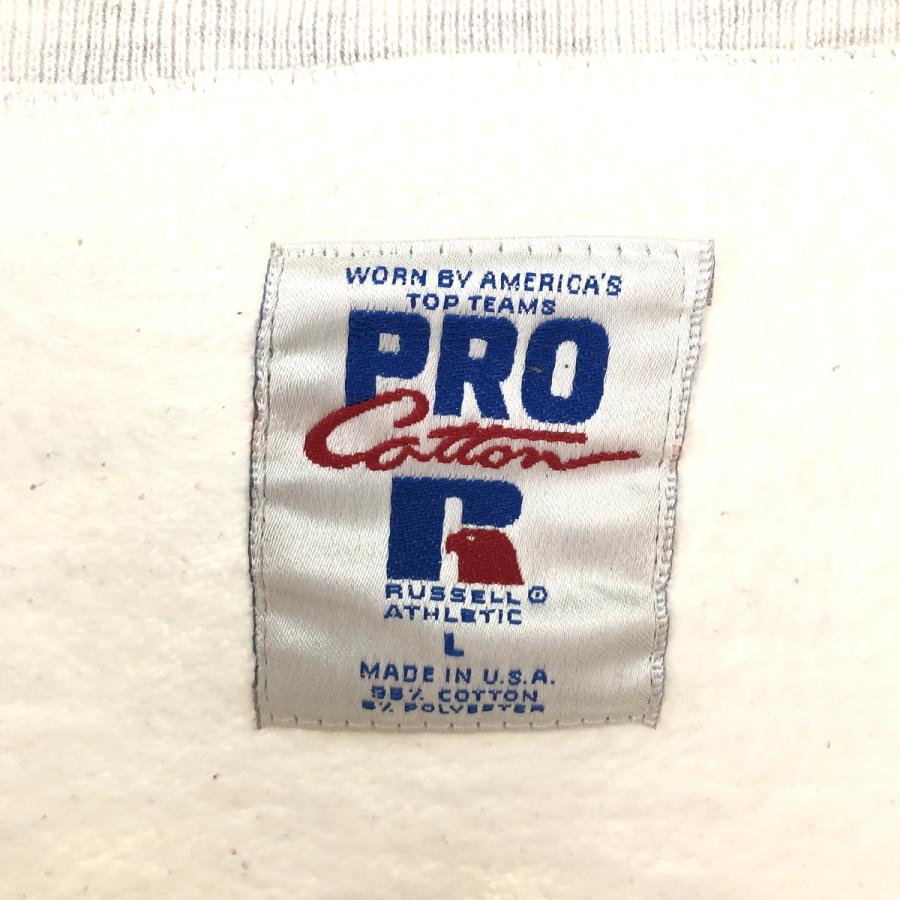 WORN BY AMERICA'S
TOP TEAMS
PRO
Cotton
R
RUSSELL ®
ATHLETIC
L
MADE IN U.S.A.
95% COTTON
5% POLYESTER